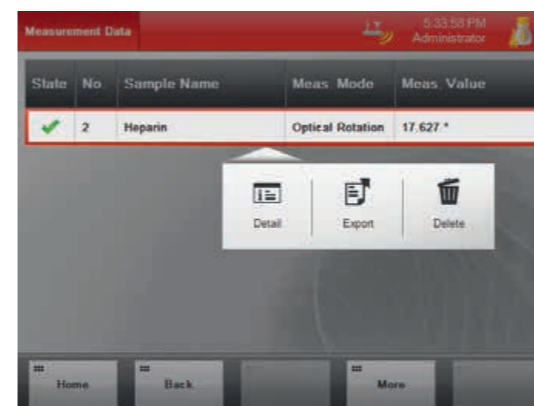 Measurement Data
5:33:58 PM
Administrator
State No Sample Name Meas. Mode Meas. Value
2 Heparin Optical Rotation 17.627 *
Detail Export Delete
Home Back More